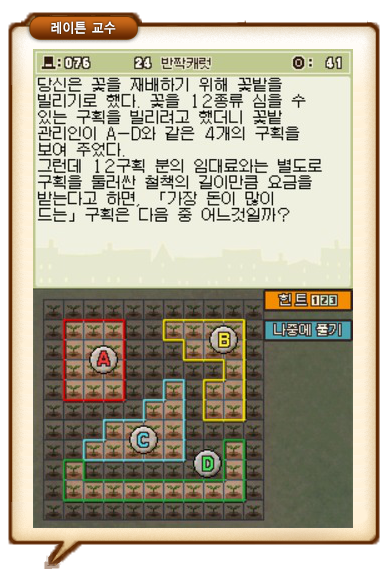 레이튼 교수
:076 24 반짝캐럿 : 41
당신은 꽃을 재배하기 위해 꽃밭을
빌리기로 했다. 꽃을 12종류 심을 수
있는 구획을 빌리려고 했더니 꽃밭
관리인이 A-D와 같은 4개의 구획을
보여 주었다.
그런데 12구획 분의 임대료와는 별도로
구획을 둘러싼 철책의 길이만큼 요금을
받는다고 하면, 「가장 돈이 많이
드는」 구획은 다음 중 어느것일까?
힌트 1 2 3
나중에 풀기
A
B
C
D